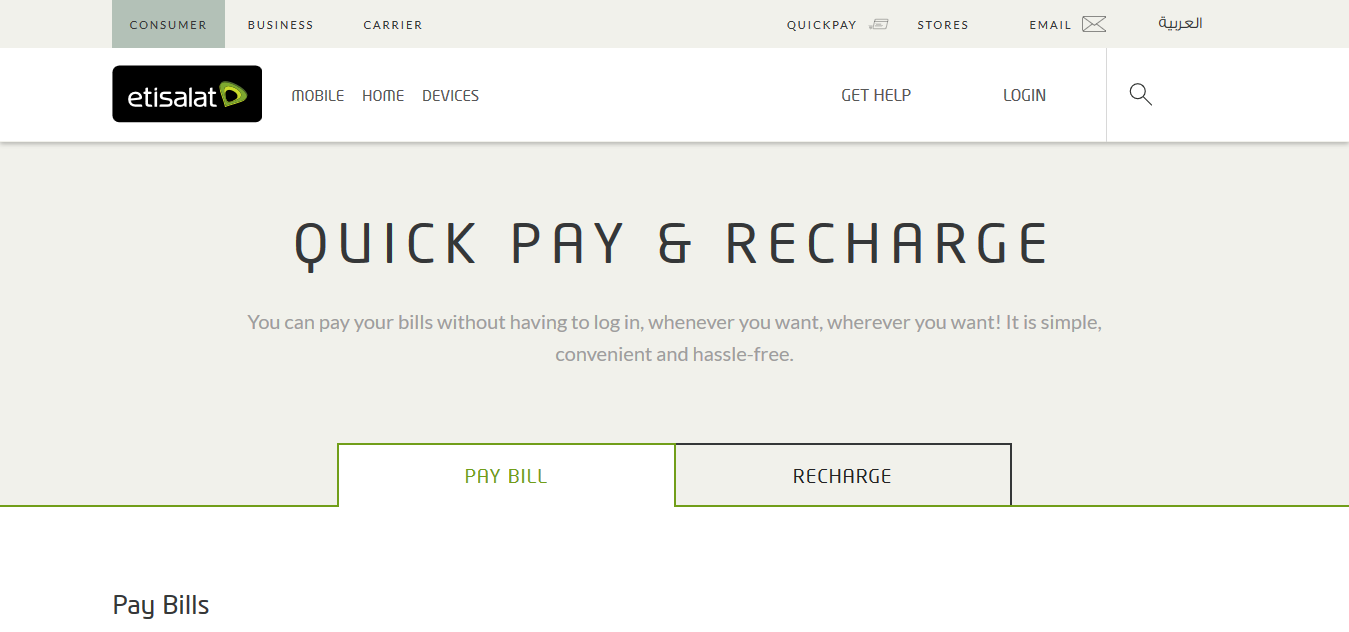 CONSUMER BUSINESS CARRIER QUICKPAY STORES EMAIL العربية
etisalat MOBILE HOME DEVICES GET HELP LOGIN
QUICK PAY & RECHARGE
You can pay your bills without having to log in, whenever you want, wherever you want! It is simple,
convenient and hassle-free.
PAY BILL RECHARGE
Pay Bills